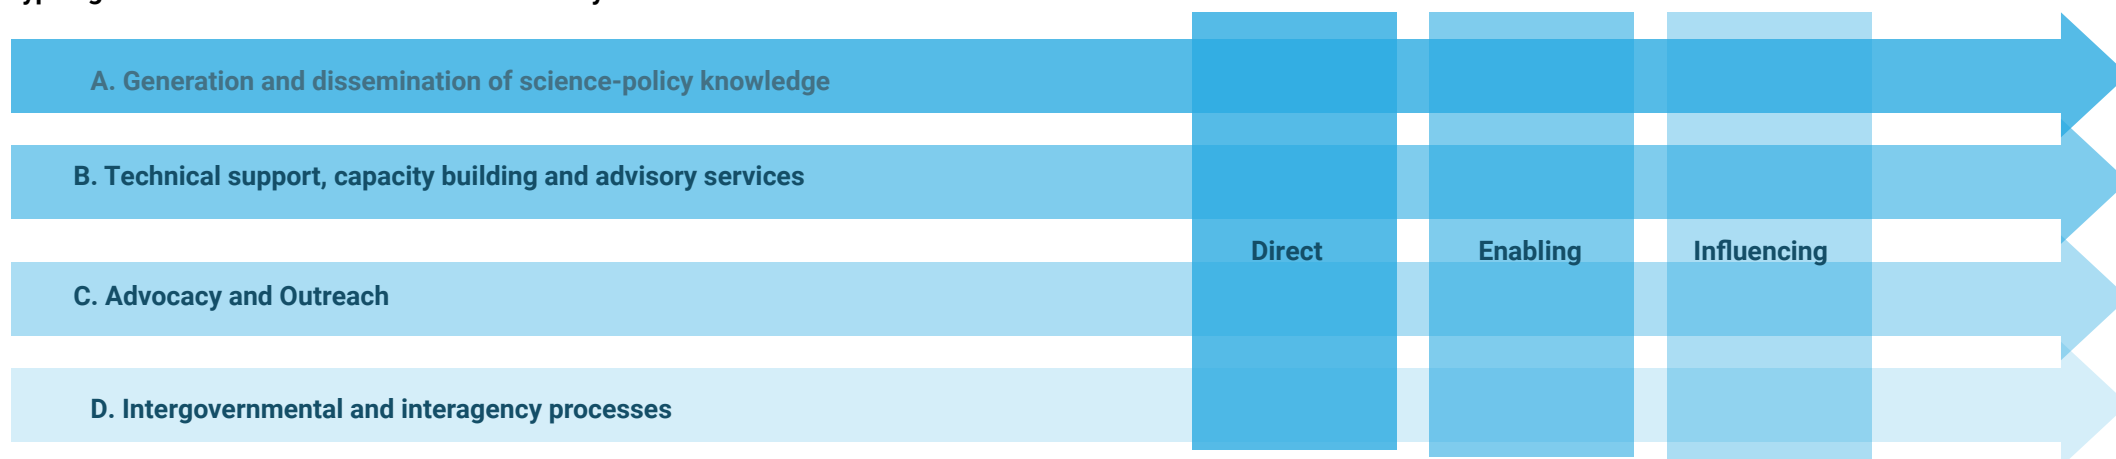 A. Generation and dissemination of science-policy knowledge
B. Technical support, capacity building and advisory services
Direct Enabling Influencing
C. Advocacy and Outreach
D. Intergovernmental and interagency processes